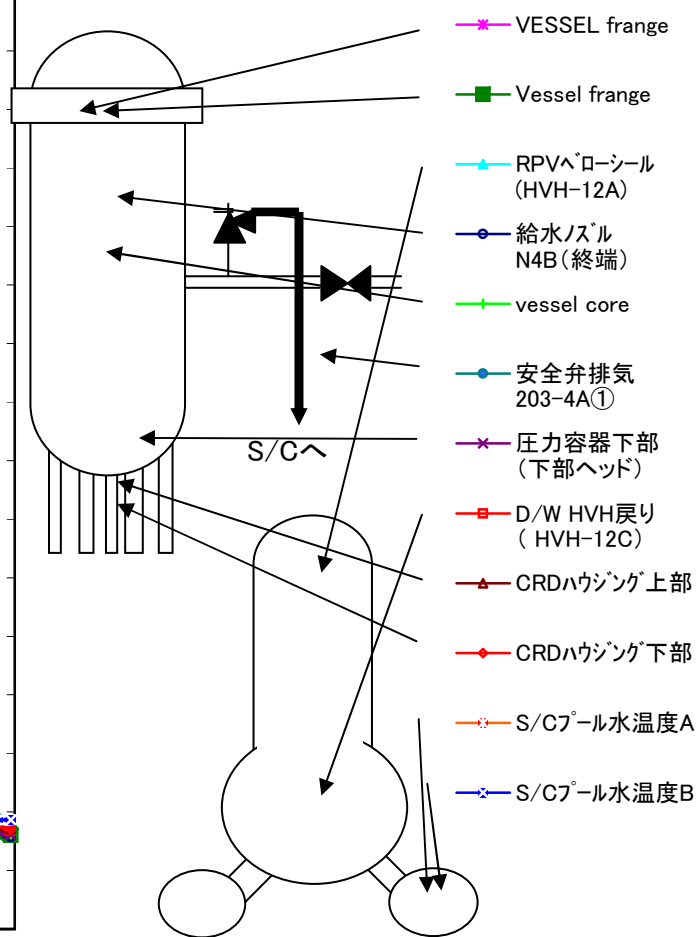 VESSEL frange
Vessel frange
RPVベローシール
(HVH-12A)
給水ノズル
N4B(終端)
vessel core
安全弁排気
203-4A①
圧力容器下部
(下部ヘッド)
D/W HVH戻り
( HVH-12C)
CRDハウジング上部
CRDハウジング下部
S/Cプール水温度A
S/Cプール水温度B
S/Cへ